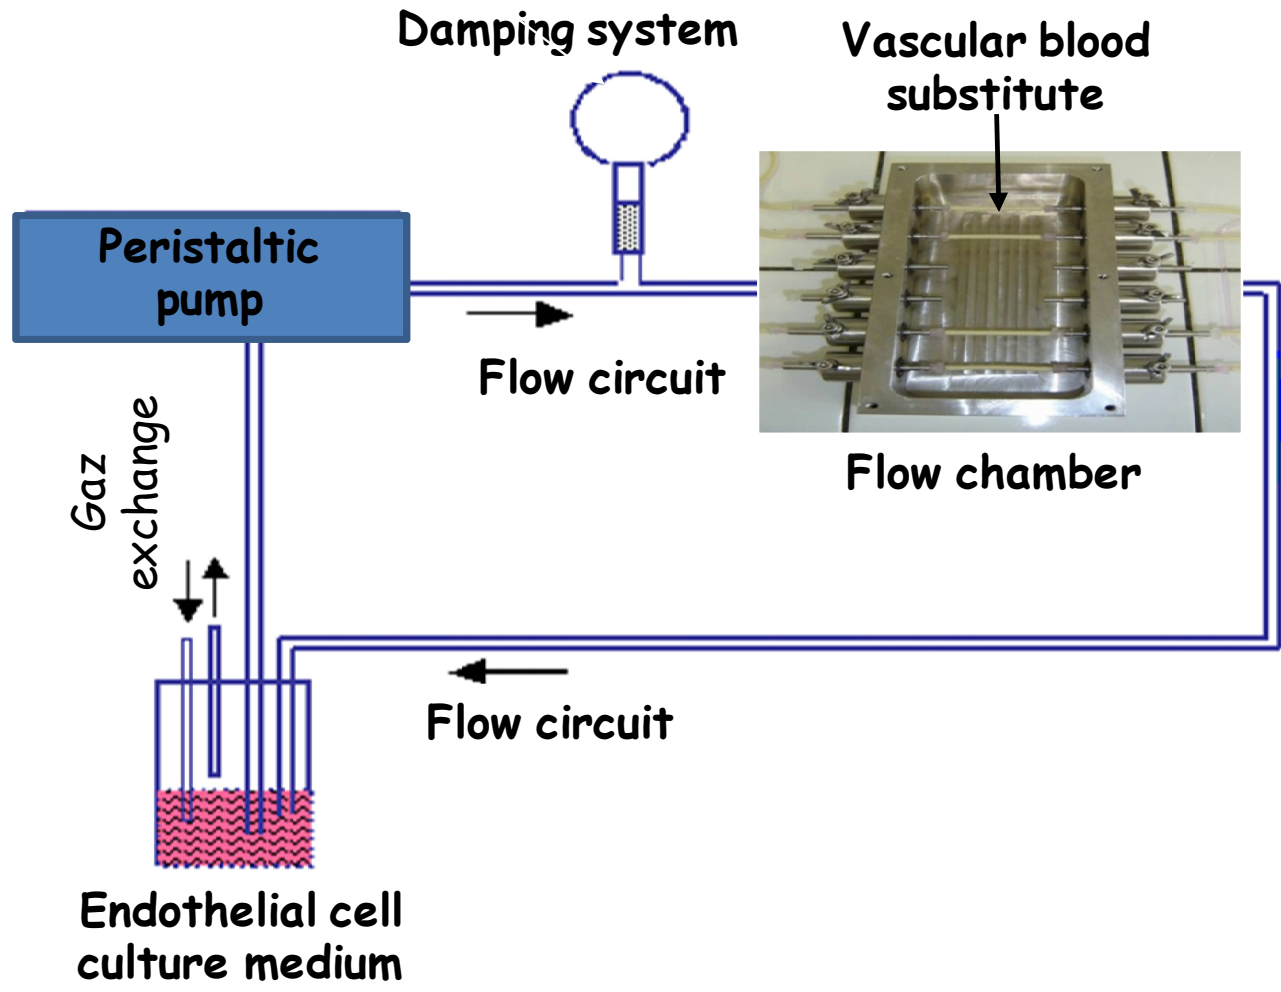 Damping system
Vascular blood
substitute
Peristaltic
pump
Flow circuit
Flow chamber
Gaz
exchange
Flow circuit
Endothelial cell
culture medium